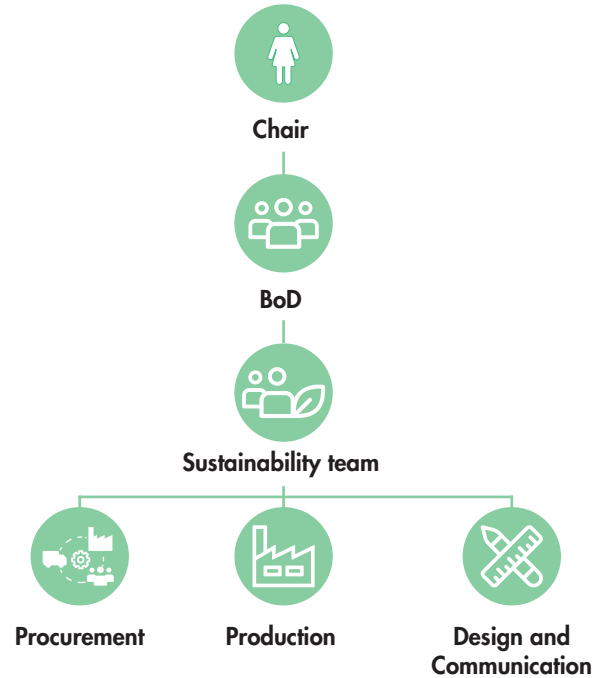 Chair
BoD
Sustainability team
Procurement
Production
Design and
Communication